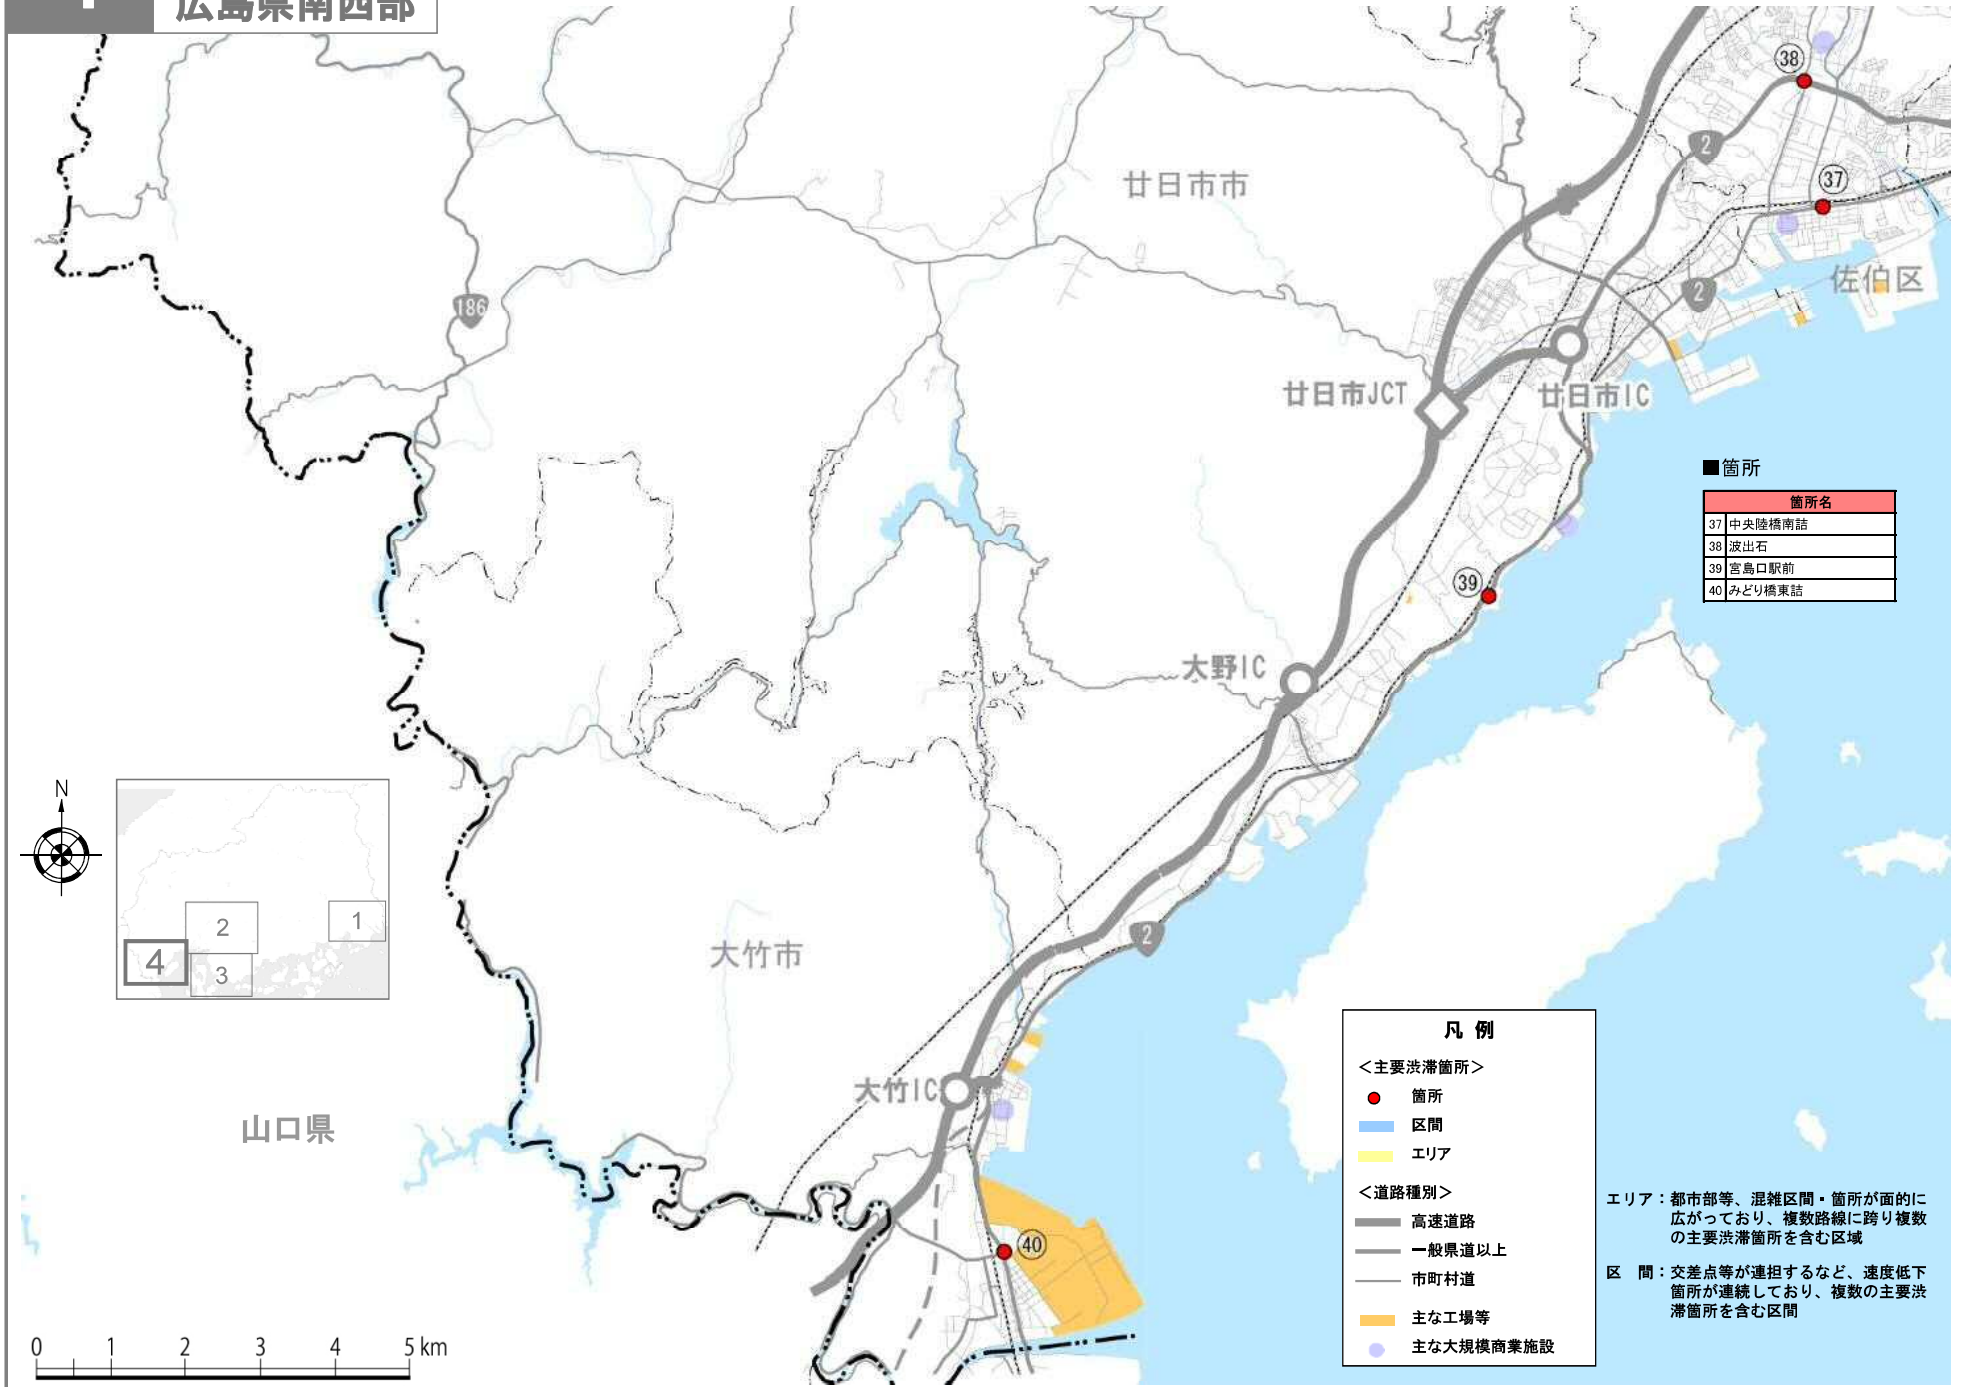 広島県南西部
38
2
37
廿日市市
佐伯区
2
186
廿日市JCT
廿日市IC
■箇所
箇所名
37 中央陸橋南詰
38 波出石
39 宮島口駅前
40 みどり橋東詰
39
大野IC
N
1
2
3
4
大竹市
2
大竹IC
山口県
40
凡 例
＜主要渋滞箇所＞
箇所
区間
エリア
＜道路種別＞
高速道路
一般県道以上
市町村道
主な工場等
主な大規模商業施設
エリア：都市部等、混雑区間・箇所が面的に
広がっており、複数路線に跨り複数
の主要渋滞箇所を含む区域
区　間：交差点等が連担するなど、速度低下
箇所が連続しており、複数の主要渋
滞箇所を含む区間
0 1 2 3 4 5 km